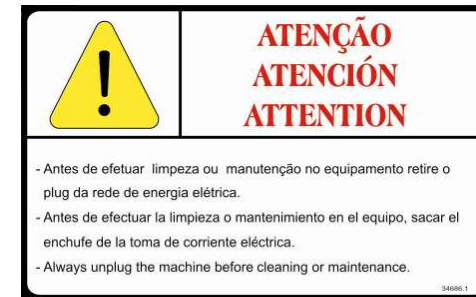 ATENÇÃO
ATENCIÓN
ATTENTION
- Antes de efetuar limpeza ou manutenção no equipamento retire o
plug da rede de energia elétrica.
- Antes de efectuar la limpieza o mantenimiento en el equipo, sacar el
enchufe de la toma de corriente eléctrica.
- Always unplug the machine before cleaning or maintenance.
34686.1